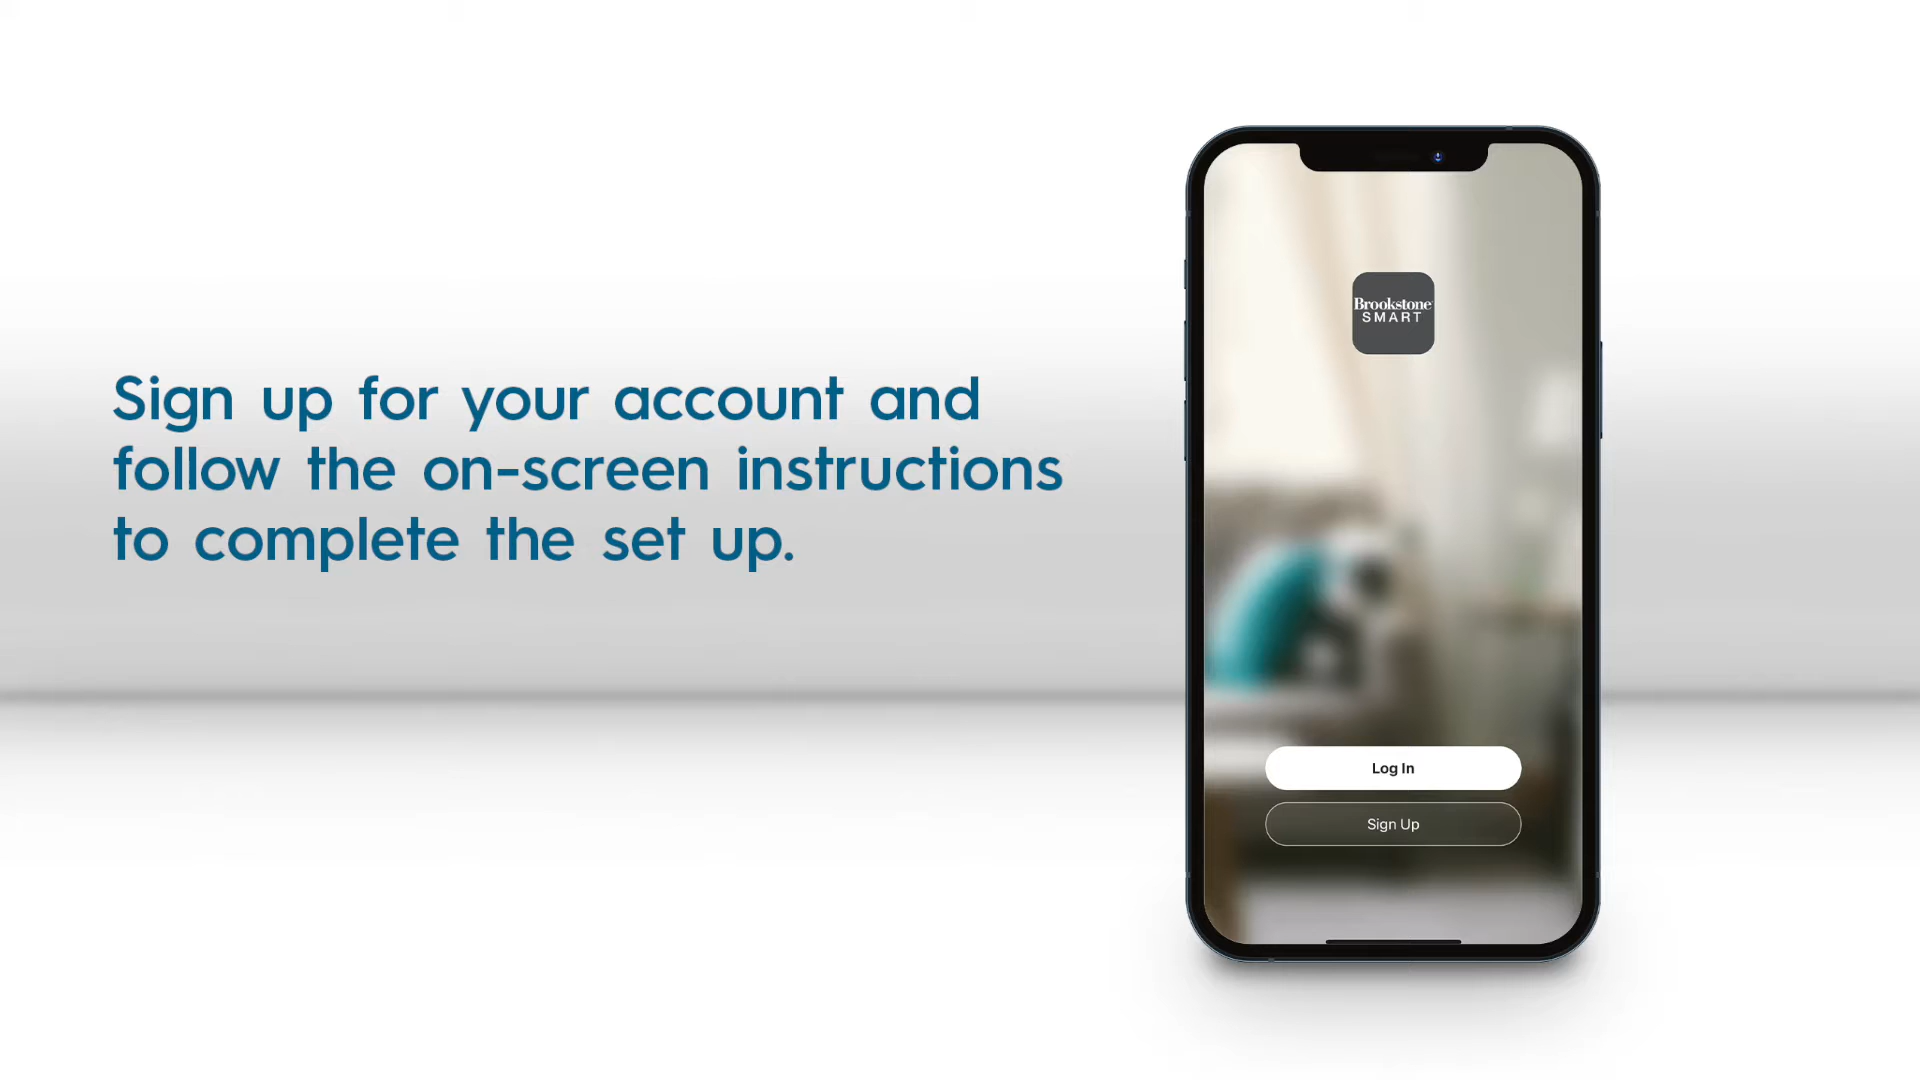 Sign up for your account and
follow the on-screen instructions
to complete the set up.
Brookstone
SMART
Log In
Sign Up